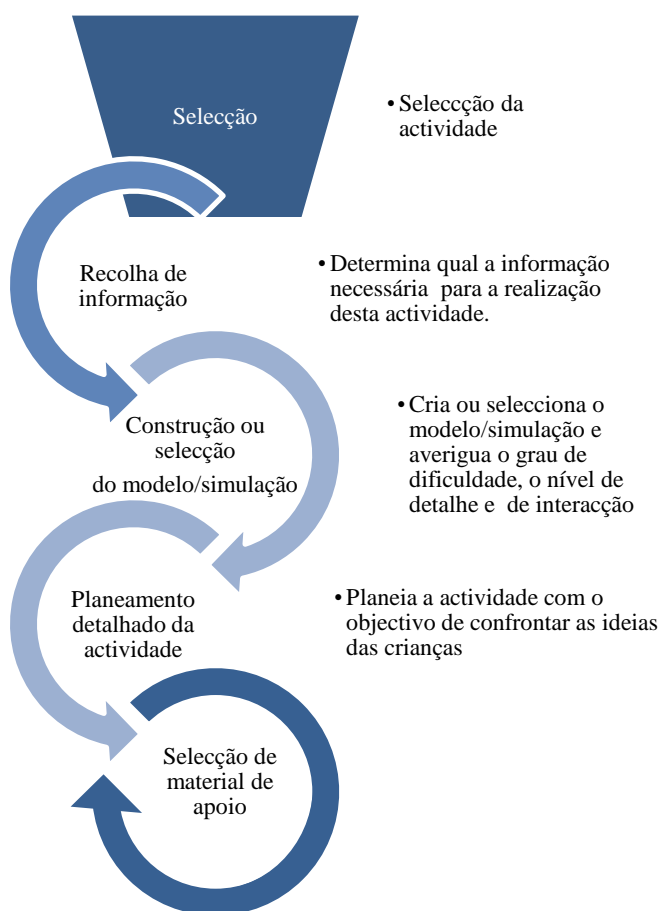 Selecção
• Seleccção da
actividade
Recolha de
informação
• Determina qual a informação
necessária para a realização
desta actividade.
Construção ou
selecção
do modelo/simulação
• Cria ou selecciona o
modelo/simulação e
averigua o grau de
dificuldade, o nível de
detalhe e de interacção
Planeamento
detalhado da
actividade
• Planeia a actividade com o
objectivo de confrontar as ideias
das crianças
Selecção de
material de
apoio